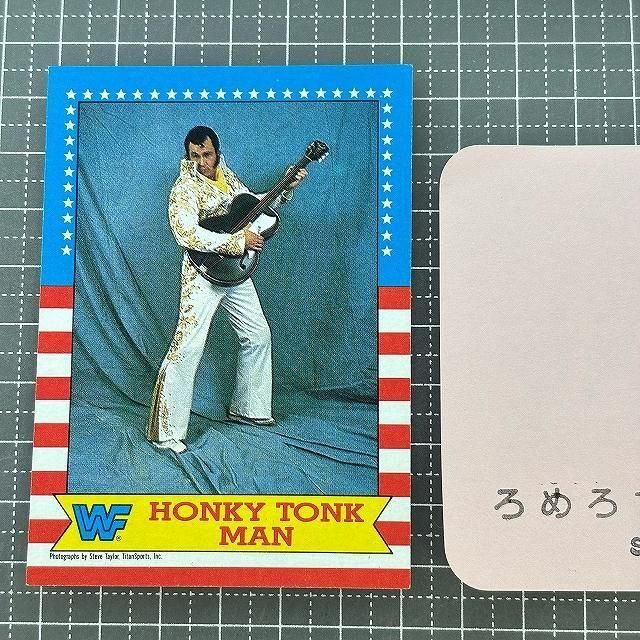 HONKY TONK
MAN
WF
®
Photographs by Steve Taylor, TitanSports, Inc.
ろめろ
s